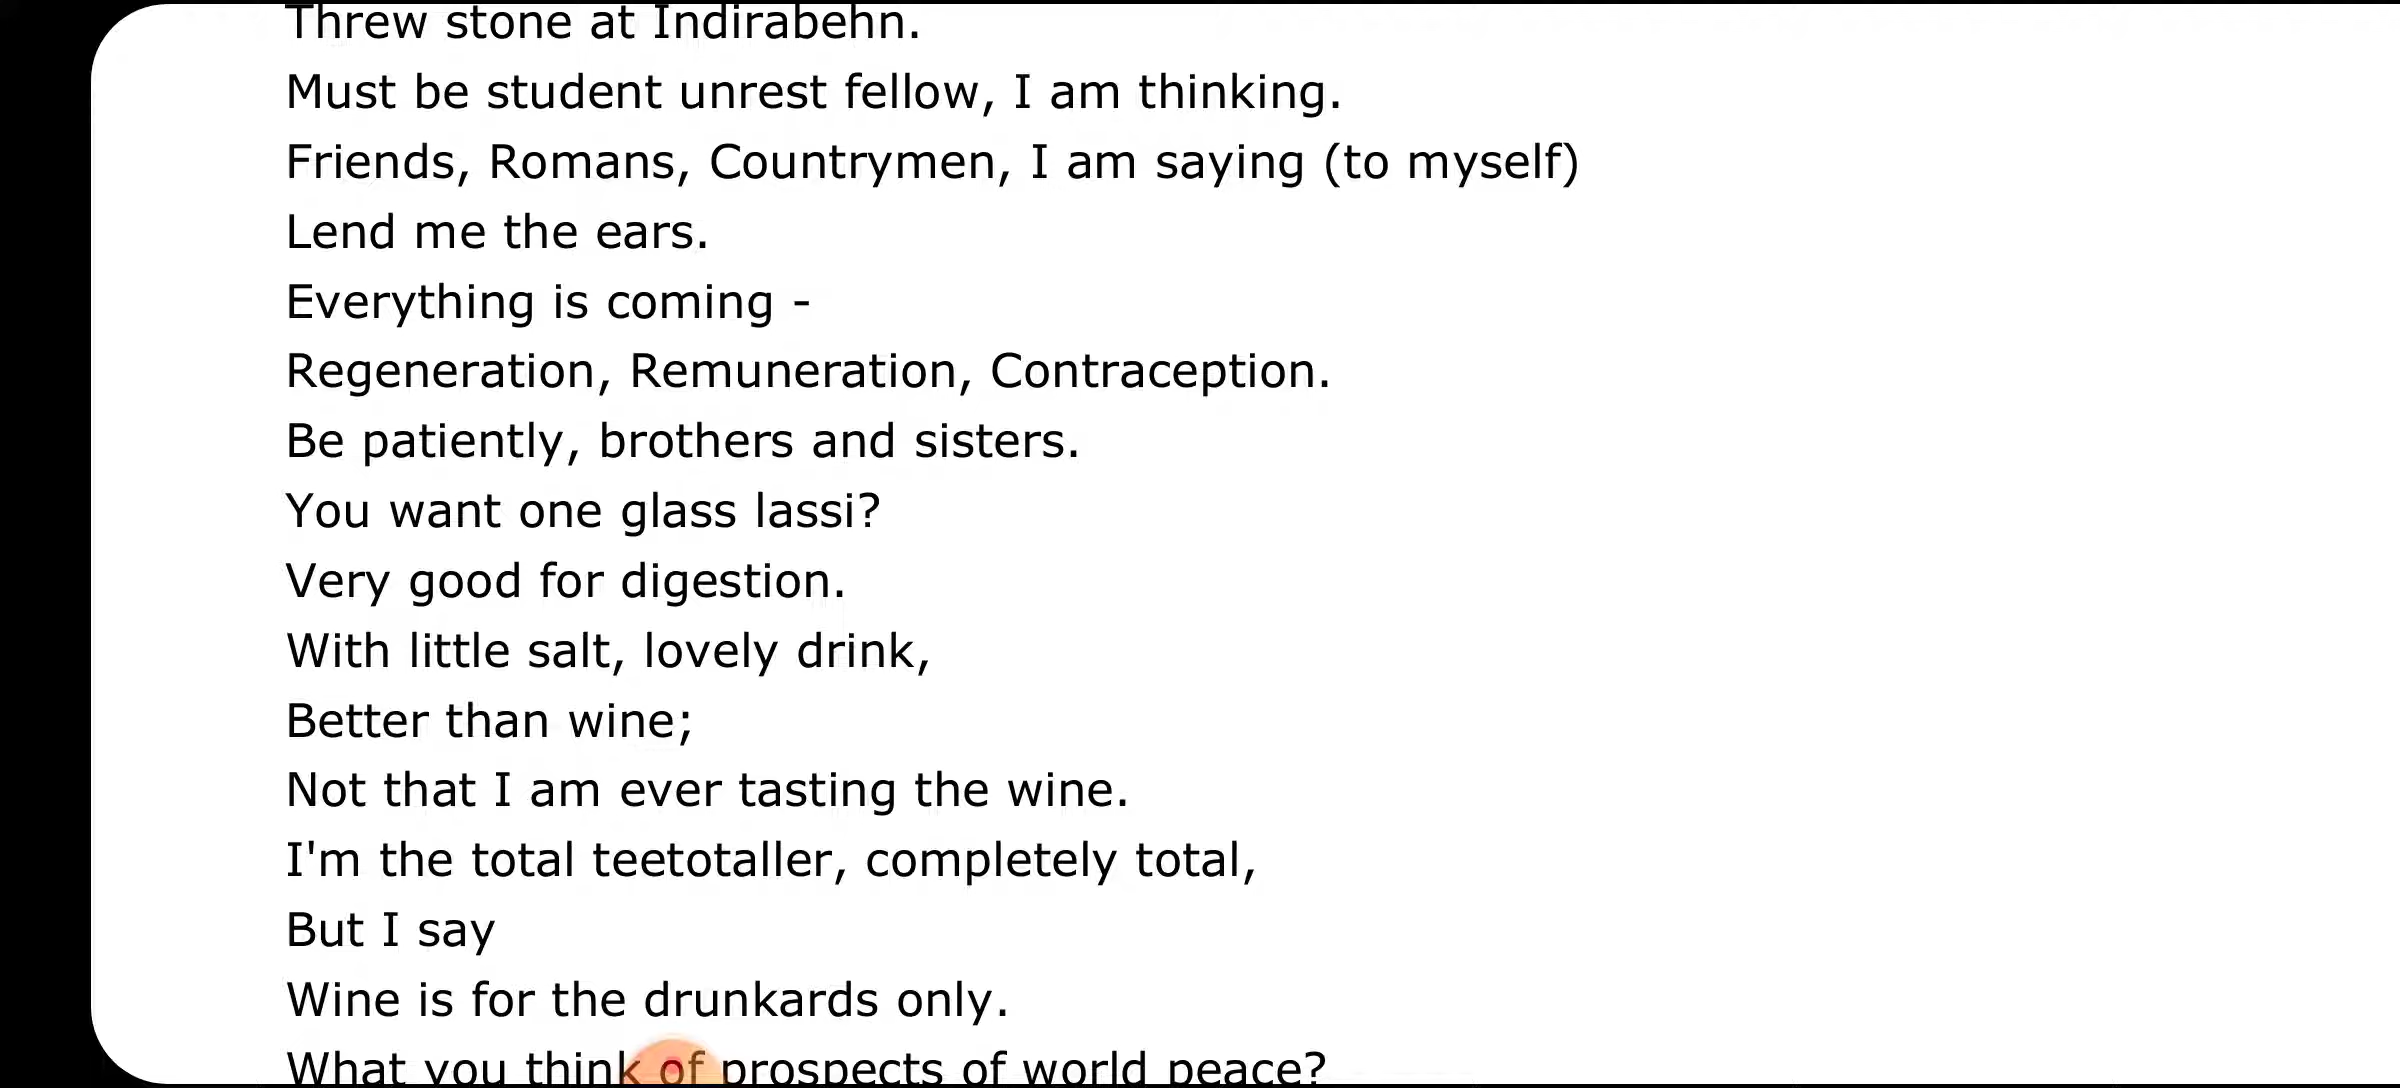 Threw stone at Indirabehn.
Must be student unrest fellow, I am thinking.
Friends, Romans, Countrymen, I am saying (to myself)
Lend me the ears.
Everything is coming -
Regeneration, Remuneration, Contraception.
Be patiently, brothers and sisters.
You want one glass lassi?
Very good for digestion.
With little salt, lovely drink,
Better than wine;
Not that I am ever tasting the wine.
I'm the total teetotaller, completely total,
But I say
Wine is for the drunkards only.
What you think of prospects of world peace?